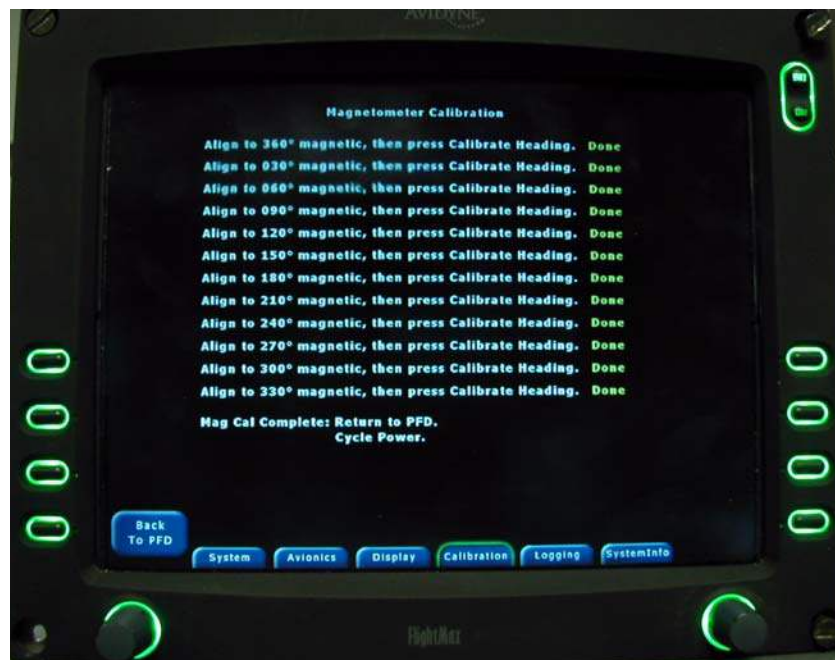 AVIDYNE
Magnetometer Calibration
Align to 360° magnetic, then press Calibrate Heading. Done
Align to 030° magnetic, then press Calibrate Heading. Done
Align to 060° magnetic, then press Calibrate Heading. Done
Align to 090° magnetic, then press Calibrate Heading. Done
Align to 120° magnetic, then press Calibrate Heading. Done
Align to 150° magnetic, then press Calibrate Heading. Done
Align to 180° magnetic, then press Calibrate Heading. Done
Align to 210° magnetic, then press Calibrate Heading. Done
Align to 240° magnetic, then press Calibrate Heading. Done
Align to 270° magnetic, then press Calibrate Heading. Done
Align to 300° magnetic, then press Calibrate Heading. Done
Align to 330° magnetic, then press Calibrate Heading. Done
Mag Cal Complete: Return to PFD.
Cycle Power.
Back
To PFD
System Avionics Display Calibration Logging SystemInfo
FlightMax